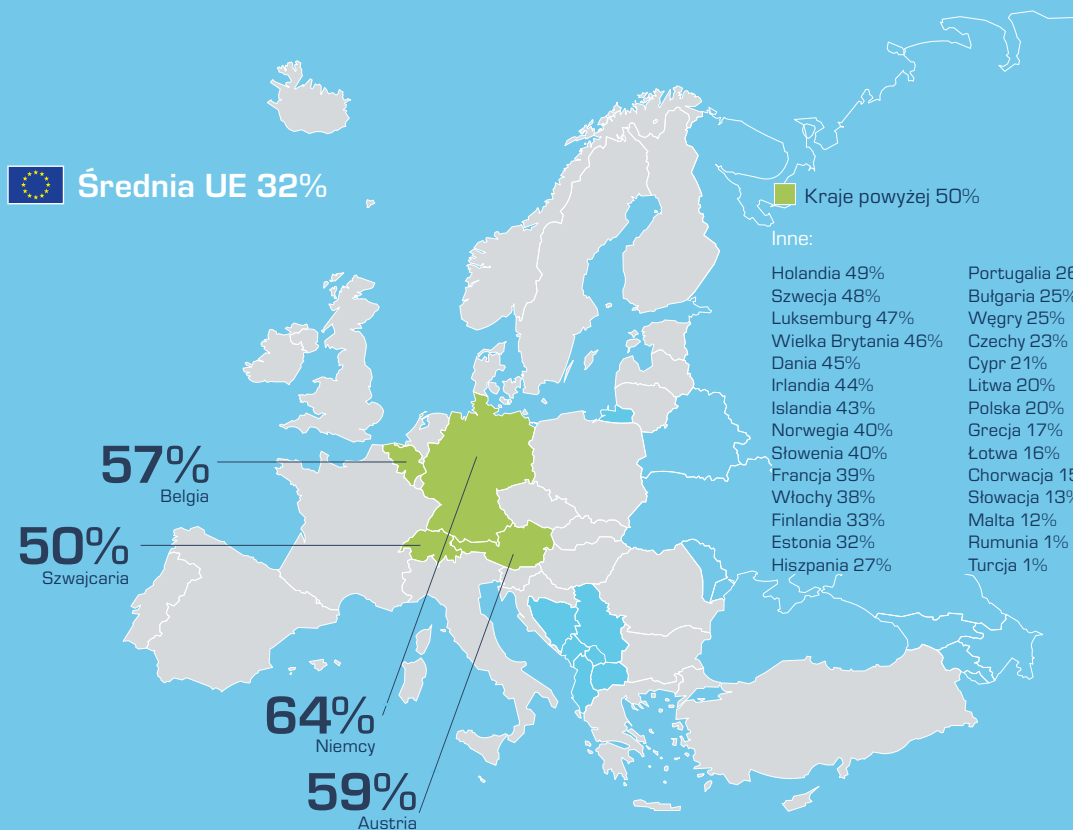 Średnia UE 32%
Kraje powyżej 50%
Inne:
Holandia 49%
Szwecja 48%
Luksemburg 47%
Wielka Brytania 46%
Dania 45%
Irlandia 44%
Islandia 43%
Norwegia 40%
Słowenia 40%
Francja 39%
Włochy 38%
Finlandia 33%
Estonia 32%
Hiszpania 27%
Portugalia
Bułgaria 25%
Węgry 25%
Czechy 23%
Cypr 21%
Litwa 20%
Polska 20%
Grecja 17%
Łotwa 16%
Chorwacja
Słowacja 13%
Malta 12%
Rumunia 1%
Turcja 1%
57%
Belgia
50%
Szwajcaria
64%
Niemcy
59%
Austria